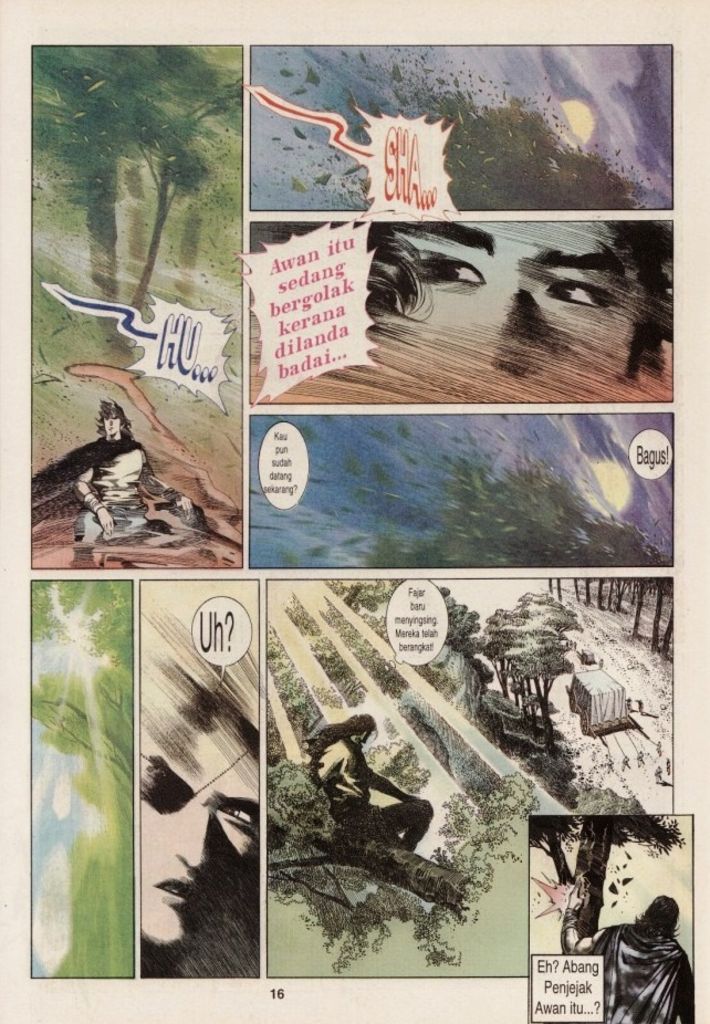 HU...
SHA...
Awan itu
sedang
bergolak
kerana
dilanda
badai...
Kau
pun
sudah
datang
sekarang?
Bagus!
Uh?
Fajar
baru
menyingsing.
Mereka telah
berangkat!
Eh? Abang
Penjejak
Awan itu...?
16